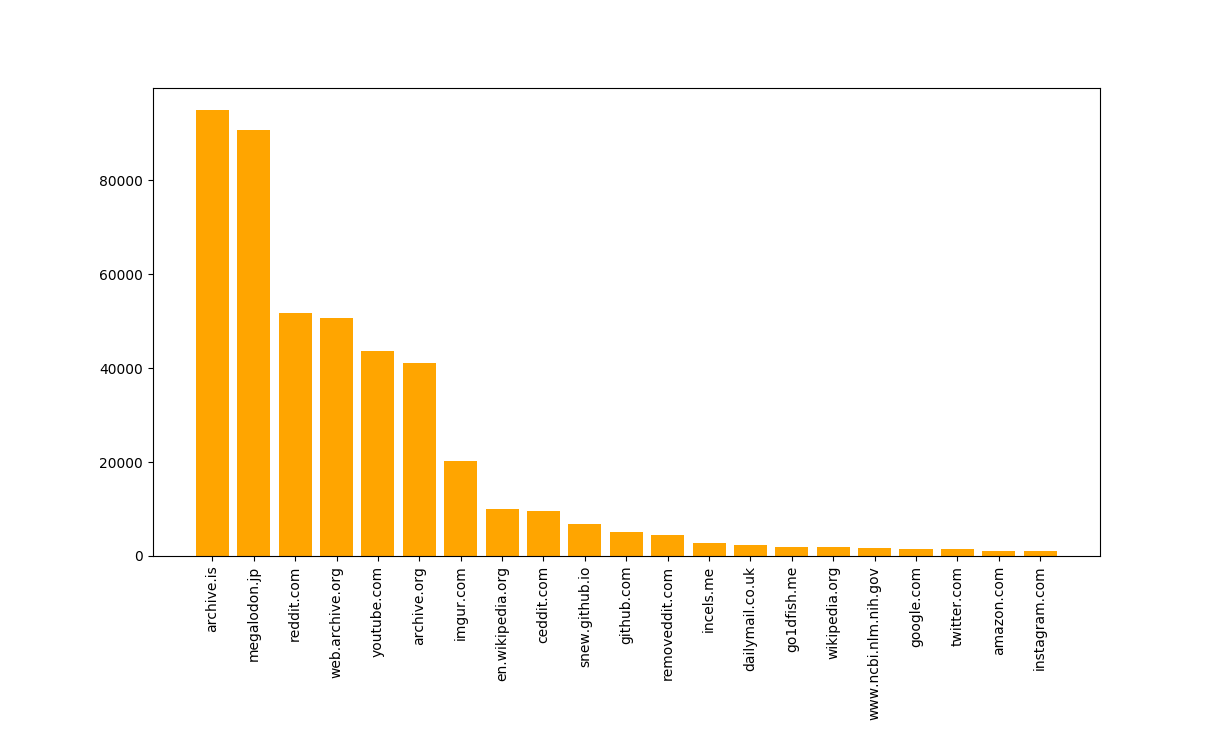 80000
60000
40000
20000
0
archive.is
megalodon.jp
reddit.com
web.archive.org
youtube.com
archive.org
imgur.com
en.wikipedia.org
ceddit.com
snew.github.io
github.com
removeddit.com
incels.me
dailymail.co.uk
go1dfish.me
wikipedia.org
www.ncbi.nlm.nih.gov
google.com
twitter.com
amazon.com
instagram.com